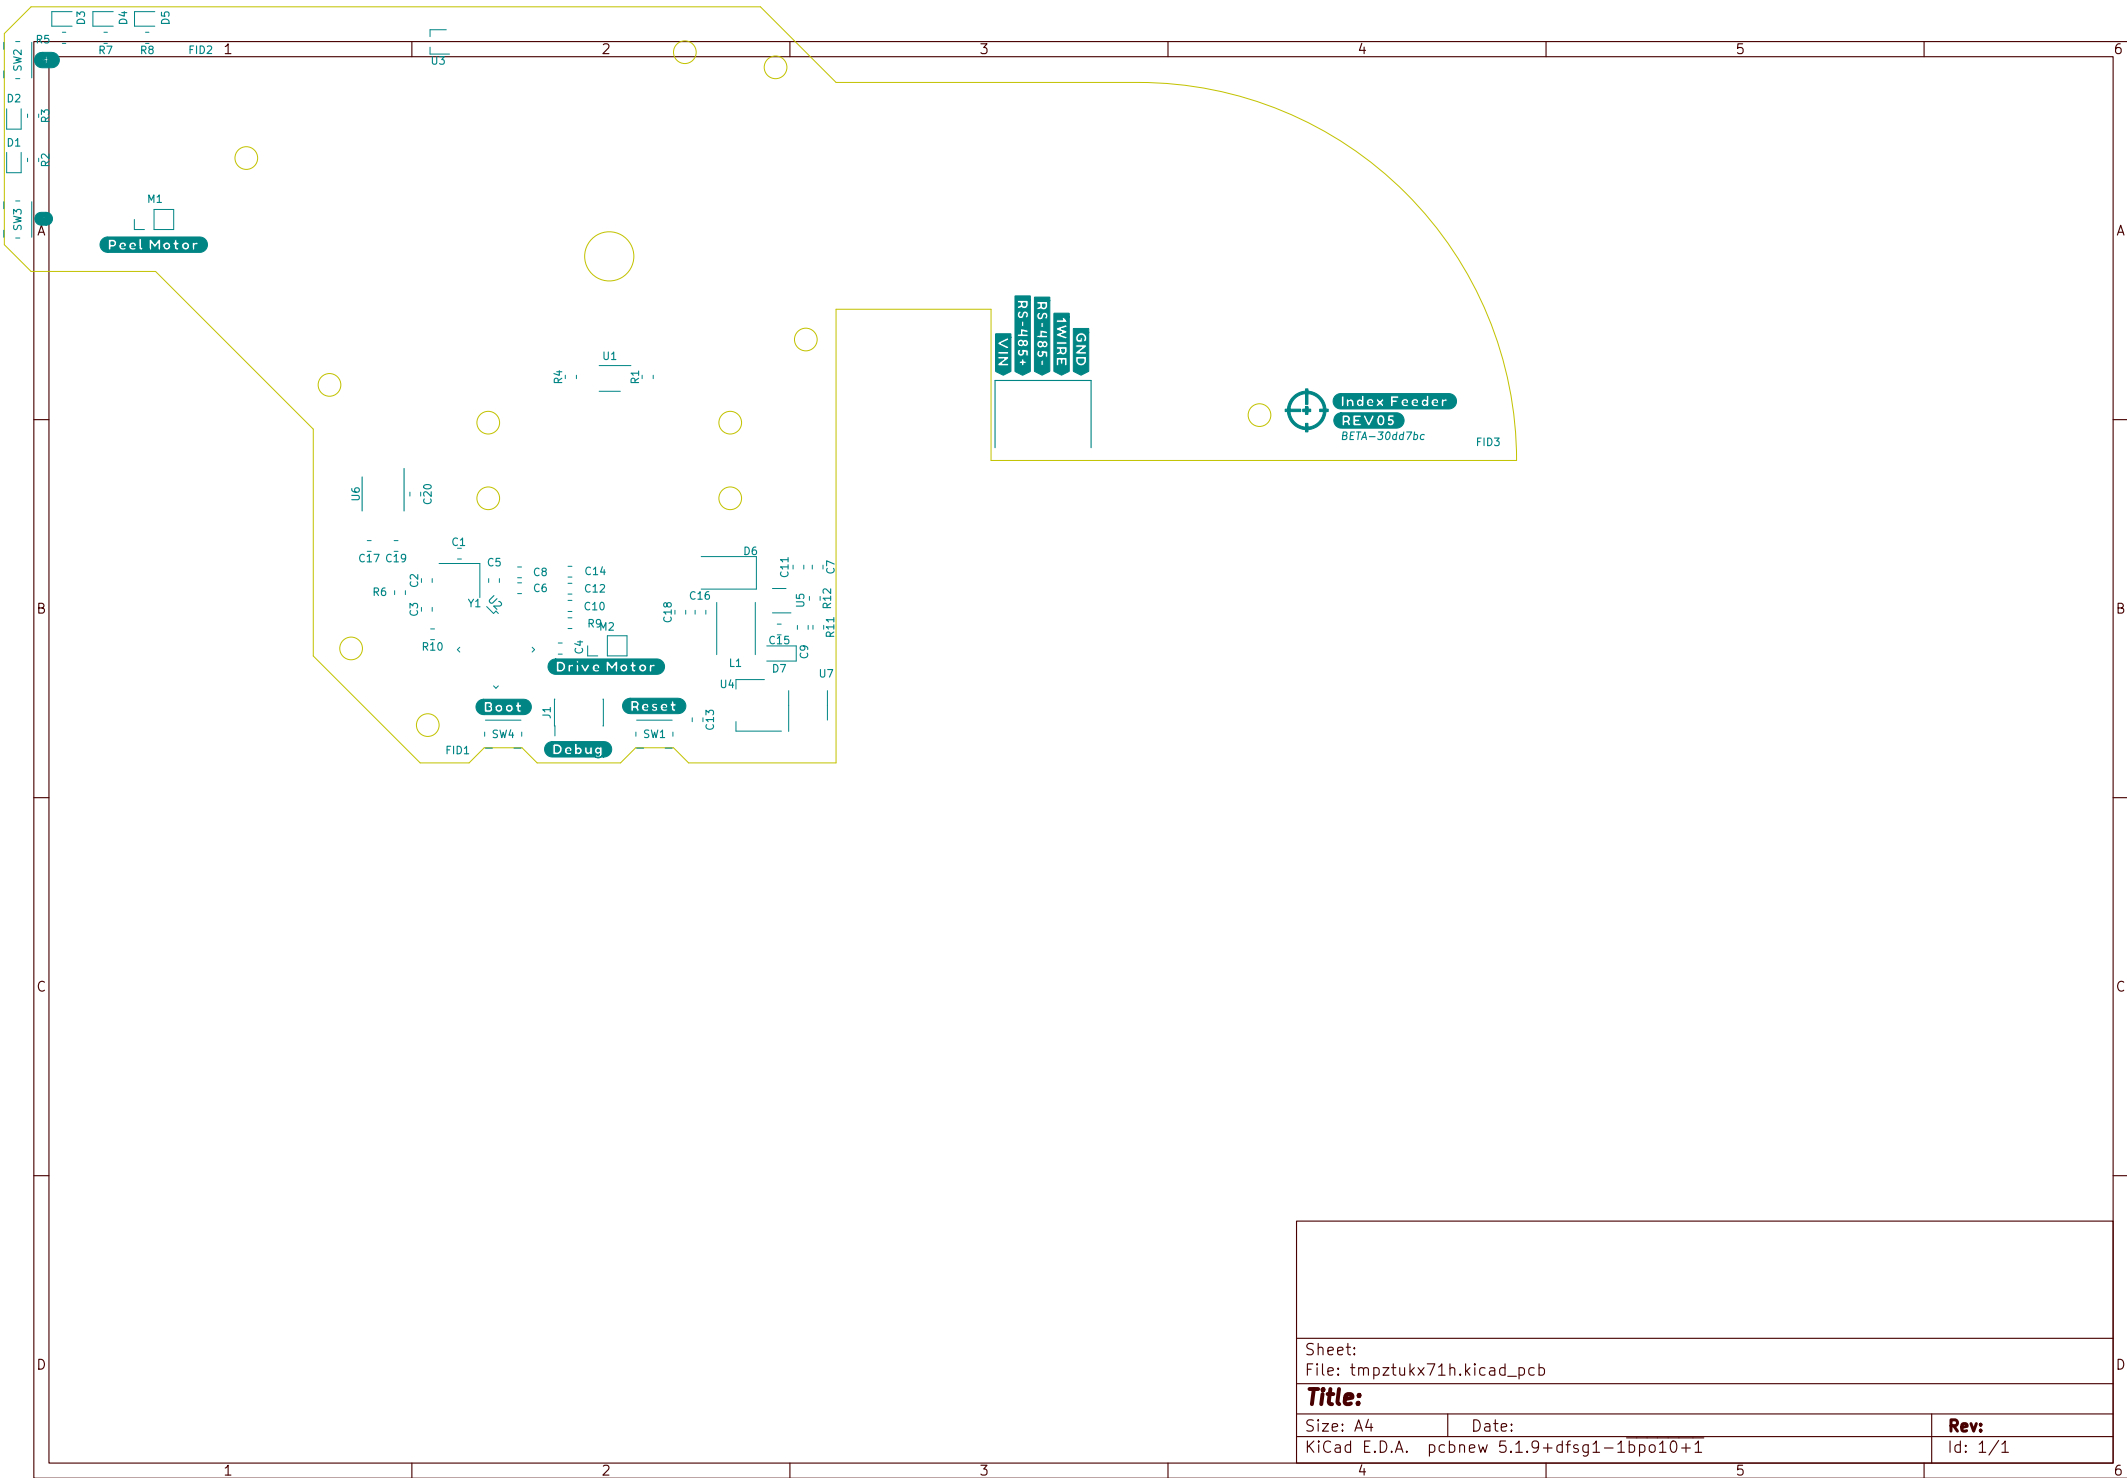 D3
D4
D5
R5
R7
R8
FID2
1
2
3
4
5
6
SW2
+
U3
D2
R3
D1
R2
M1
SW3
-
A
A
Peel Motor
VIN
RS-485+
RS-485-
1WIRE
GND
U1
R4
R1
Index Feeder
REV05
BETA-30dd7bc
FID3
U6
C20
C1
C17
C19
C5
C8
C14
D6
C11
C7
C2
C6
C12
R6
C16
U5
R12
B
C3
Y1
U2
C10
C18
B
R9
M2
R11
R10
C4
C15
C9
Drive Motor
L1
D7
U7
U4
Boot
J1
Reset
C13
SW4
SW1
FID1
Debug
C
C
Sheet:
File: tmpztukx71h.kicad_pcb
D
D
Title:
Size: A4
Date:
Rev:
KiCad E.D.A. pcbnew 5.1.9+dfsg1-1bpo10+1
Id: 1/1
1
2
3
4
5
6